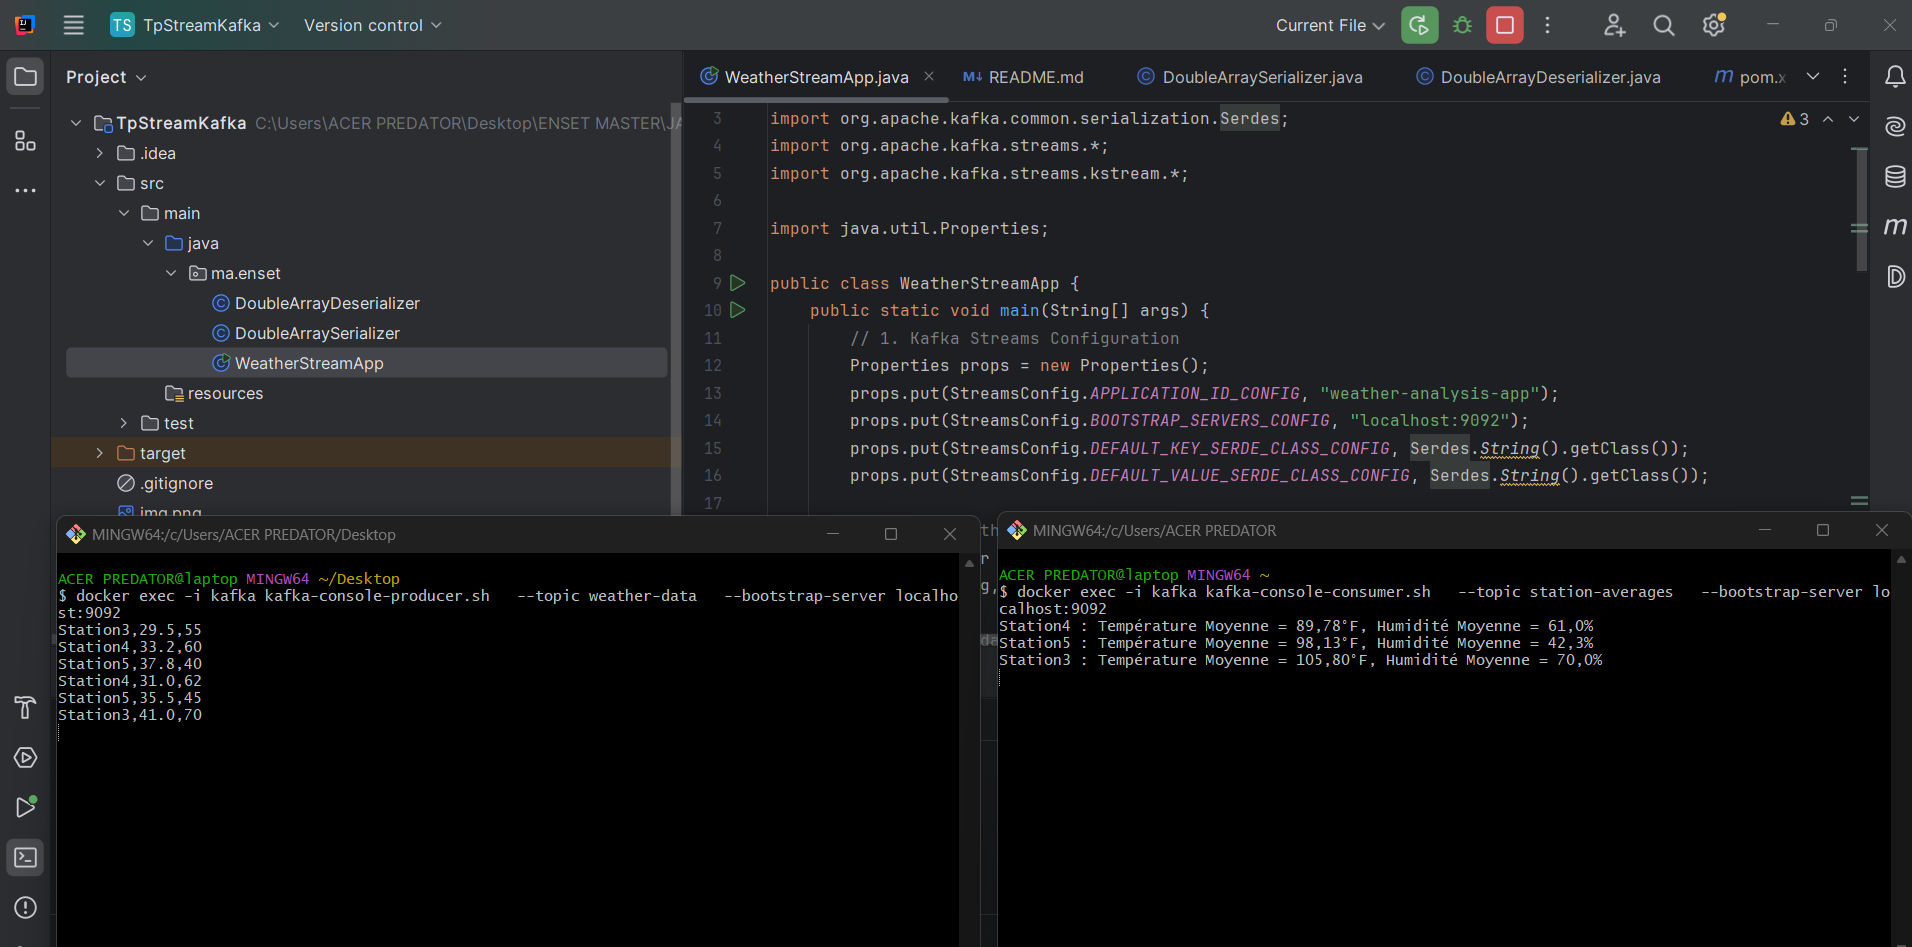 TS TpStreamKafka Version control Current File
Project
TpStreamKafka C:\Users\ACER PREDATOR\Desktop\ENSET MASTER\JA
.idea
src
main
java
ma.enset
DoubleArrayDeserializer
DoubleArraySerializer
WeatherStreamApp
resources
test
target
.gitignore
img.png
WeatherStreamApp.java README.md DoubleArraySerializer.java DoubleArrayDeserializer.java pom.x
3 import org.apache.kafka.common.serialization.Serdes;
4 import org.apache.kafka.streams.*;
5 import org.apache.kafka.streams.kstream.*;
6
7 import java.util.Properties;
8
9 public class WeatherStreamApp {
10 public static void main(String[] args) {
11 // 1. Kafka Streams Configuration
12 Properties props = new Properties();
13 props.put(StreamsConfig.APPLICATION_ID_CONFIG, "weather-analysis-app");
14 props.put(StreamsConfig.BOOTSTRAP_SERVERS_CONFIG, "localhost:9092");
15 props.put(StreamsConfig.DEFAULT_KEY_SERDE_CLASS_CONFIG, Serdes.String().getClass());
16 props.put(StreamsConfig.DEFAULT_VALUE_SERDE_CLASS_CONFIG, Serdes.String().getClass());
17
3
MINGW64:/c/Users/ACER PREDATOR/Desktop
ACER PREDATOR@laptop MINGW64 ~/Desktop
$ docker exec -i kafka kafka-console-producer.sh --topic weather-data --bootstrap-server localho
st:9092
Station3,29.5,55
Station4,33.2,60
Station5,37.8,40
Station4,31.0,62
Station5,35.5,45
Station3,41.0,70
MINGW64:/c/Users/ACER PREDATOR
ACER PREDATOR@laptop MINGW64 ~
$ docker exec -i kafka kafka-console-consumer.sh --topic station-averages --bootstrap-server lo
calhost:9092
Station4 : Température Moyenne = 89,78°F, Humidité Moyenne = 61,0%
Station5 : Température Moyenne = 98,13°F, Humidité Moyenne = 42,3%
Station3 : Température Moyenne = 105,80°F, Humidité Moyenne = 70,0%